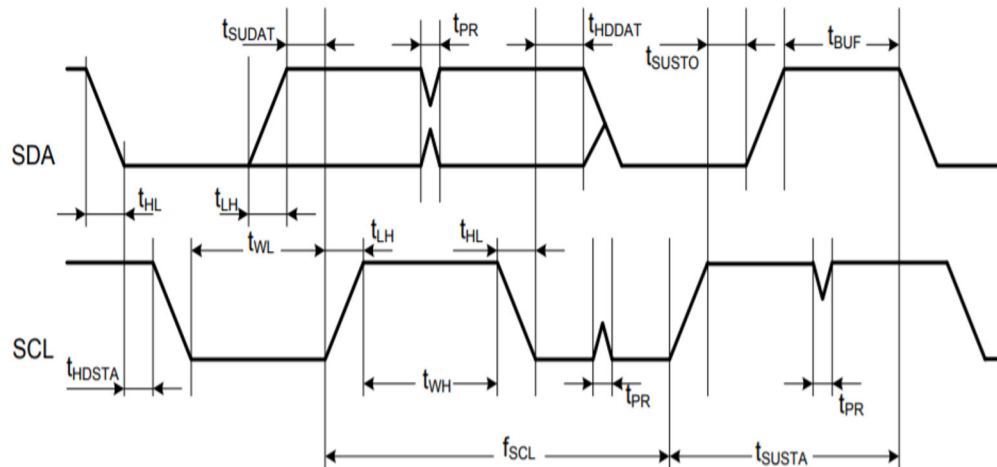 tSUDAT tPR tHDDAT tSUSTO tBUF
SDA
tHL tLH tWL tLH tHL
SCL
tHDSTA tWH tPR tPR
fSCL tSUSTA